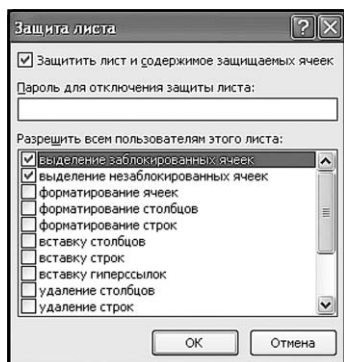 Защита листа
Защитить лист и содержимое защищаемых ячеек
Пароль для отключения защиты листа:
Разрешить всем пользователям этого листа:
выделение заблокированных ячеек
выделение незаблокированных ячеек
форматирование ячеек
форматирование столбцов
форматирование строк
вставку столбцов
вставку строк
вставку гиперссылок
удаление столбцов
удаление строк
ОК Отмена